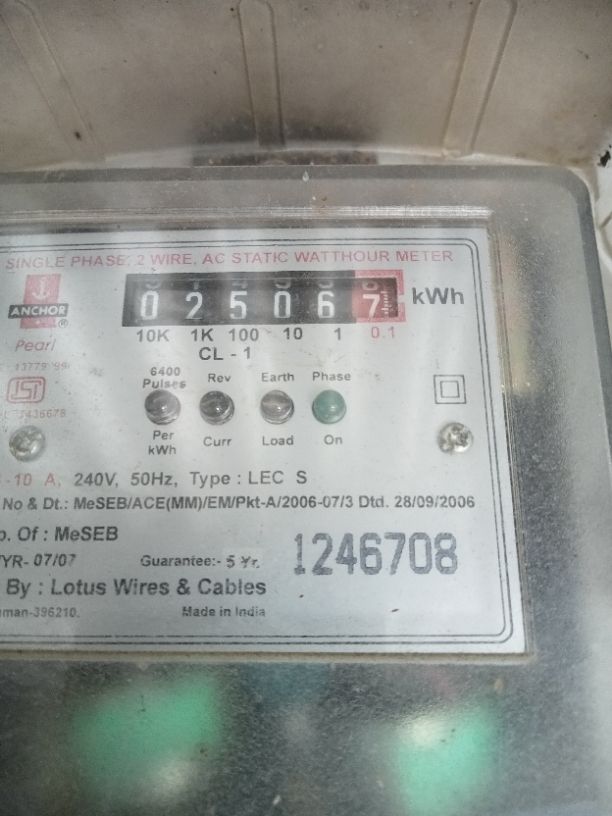 SINGLE PHASE, 2 WIRE, AC STATIC WATTHOUR METER
ANCHOR
®
Pearl
0 2 5 0 6 7 kWh
10K 1K 100 10 1 0.1
CL - 1
6400 Pulses Per kWh
Rev Curr
Earth Load
Phase On
ISI
10 A, 240V, 50Hz, Type : LEC S
No & Dt.: MeSEB/ACE(MM)/EM/Pkt-A/2006-07/3 Dtd. 28/09/2006
Of : MeSEB
YR- 07/07 Guarantee:- 5 Yr.
1246708
By : Lotus Wires & Cables
396210. Made in India